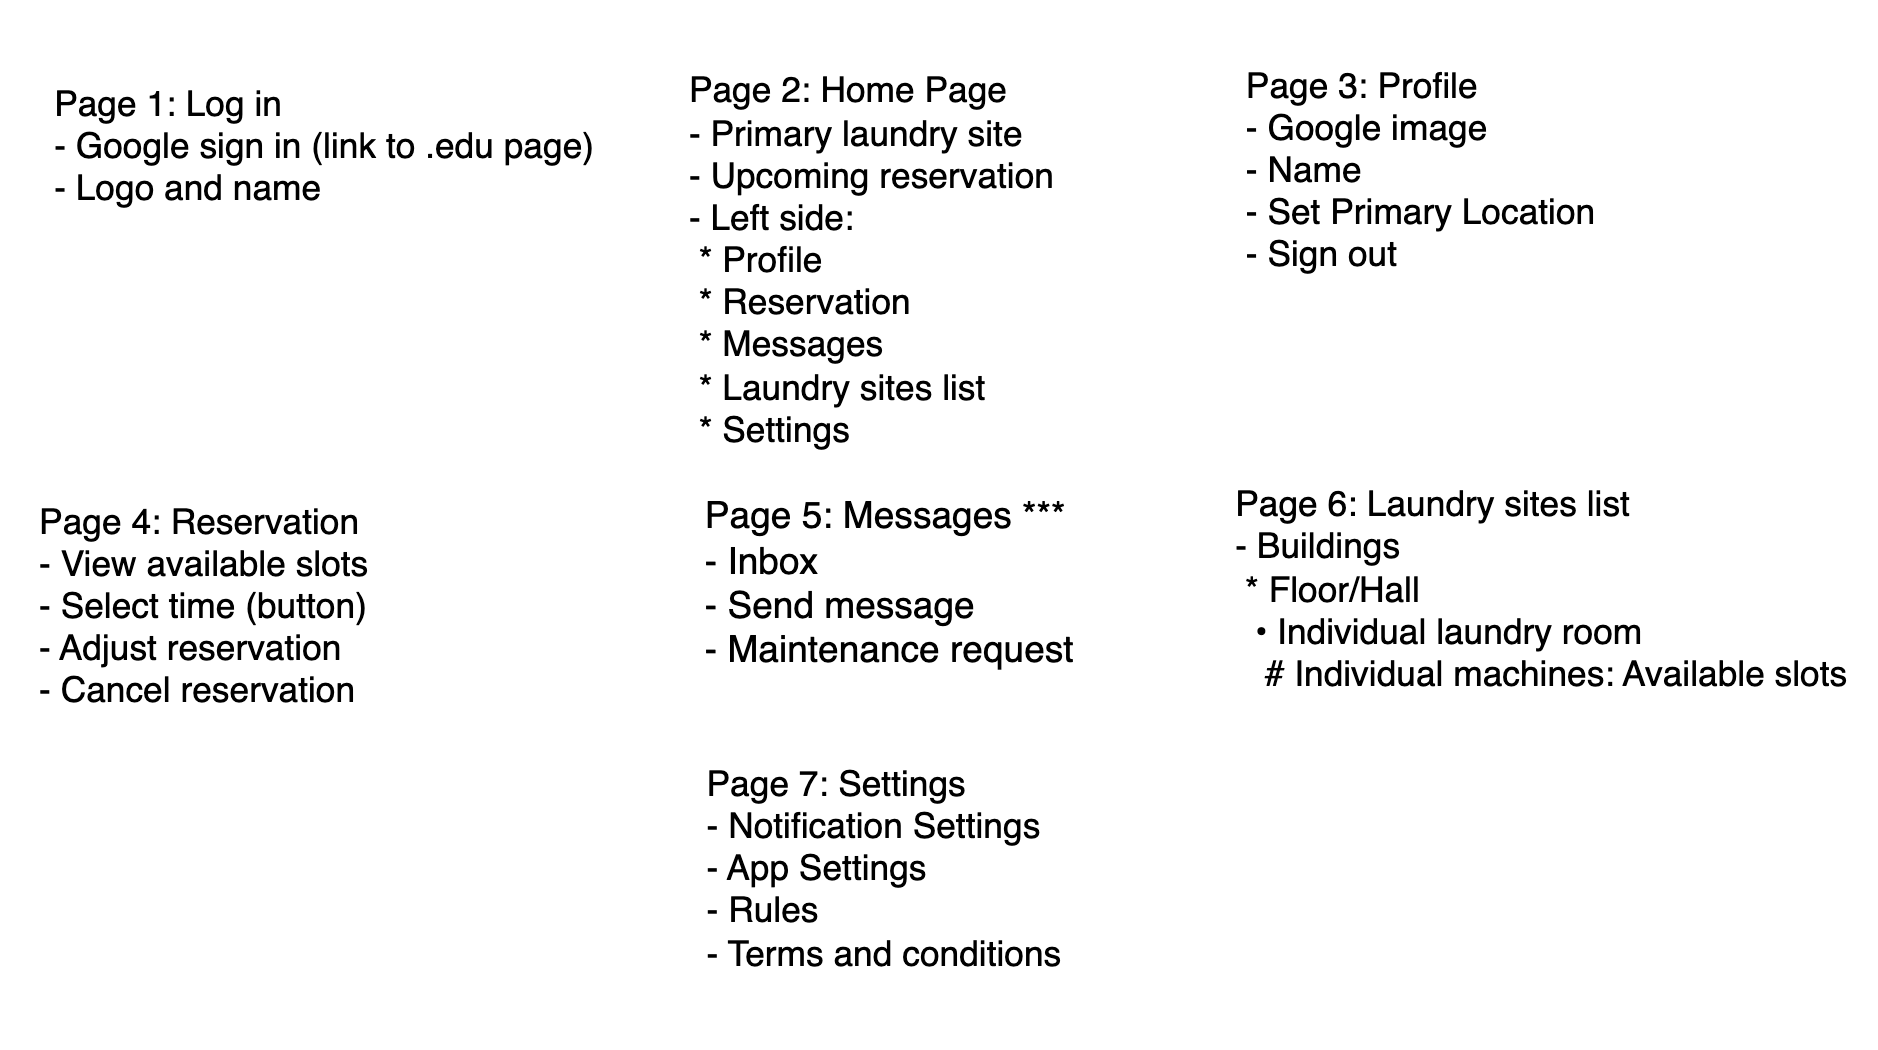 Page 1: Log in
- Google sign in (link to .edu page)
- Logo and name
Page 2: Home Page
- Primary laundry site
- Upcoming reservation
- Left side:
* Profile
* Reservation
* Messages
* Laundry sites list
* Settings
Page 3: Profile
- Google image
- Name
- Set Primary Location
- Sign out
Page 4: Reservation
- View available slots
- Select time (button)
- Adjust reservation
- Cancel reservation
Page 5: Messages ***
- Inbox
- Send message
- Maintenance request
Page 6: Laundry sites list
- Buildings
* Floor/Hall
• Individual laundry room
# Individual machines: Available slots
Page 7: Settings
- Notification Settings
- App Settings
- Rules
- Terms and conditions